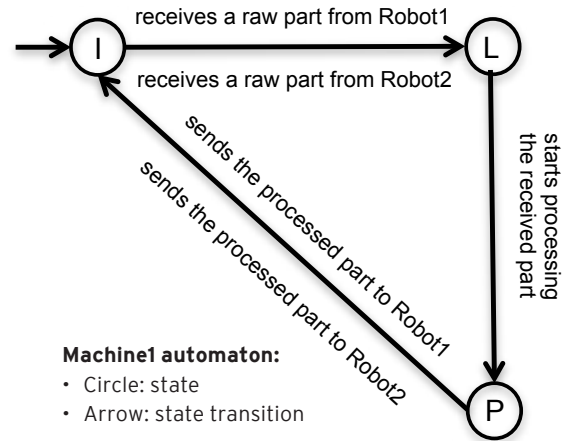 receives a raw part from Robot1
I
L
receives a raw part from Robot2
sends the processed part to Robot1
sends the processed part to Robot2
starts processing
the received part
Machine1 automaton:
• Circle: state
• Arrow: state transition
P